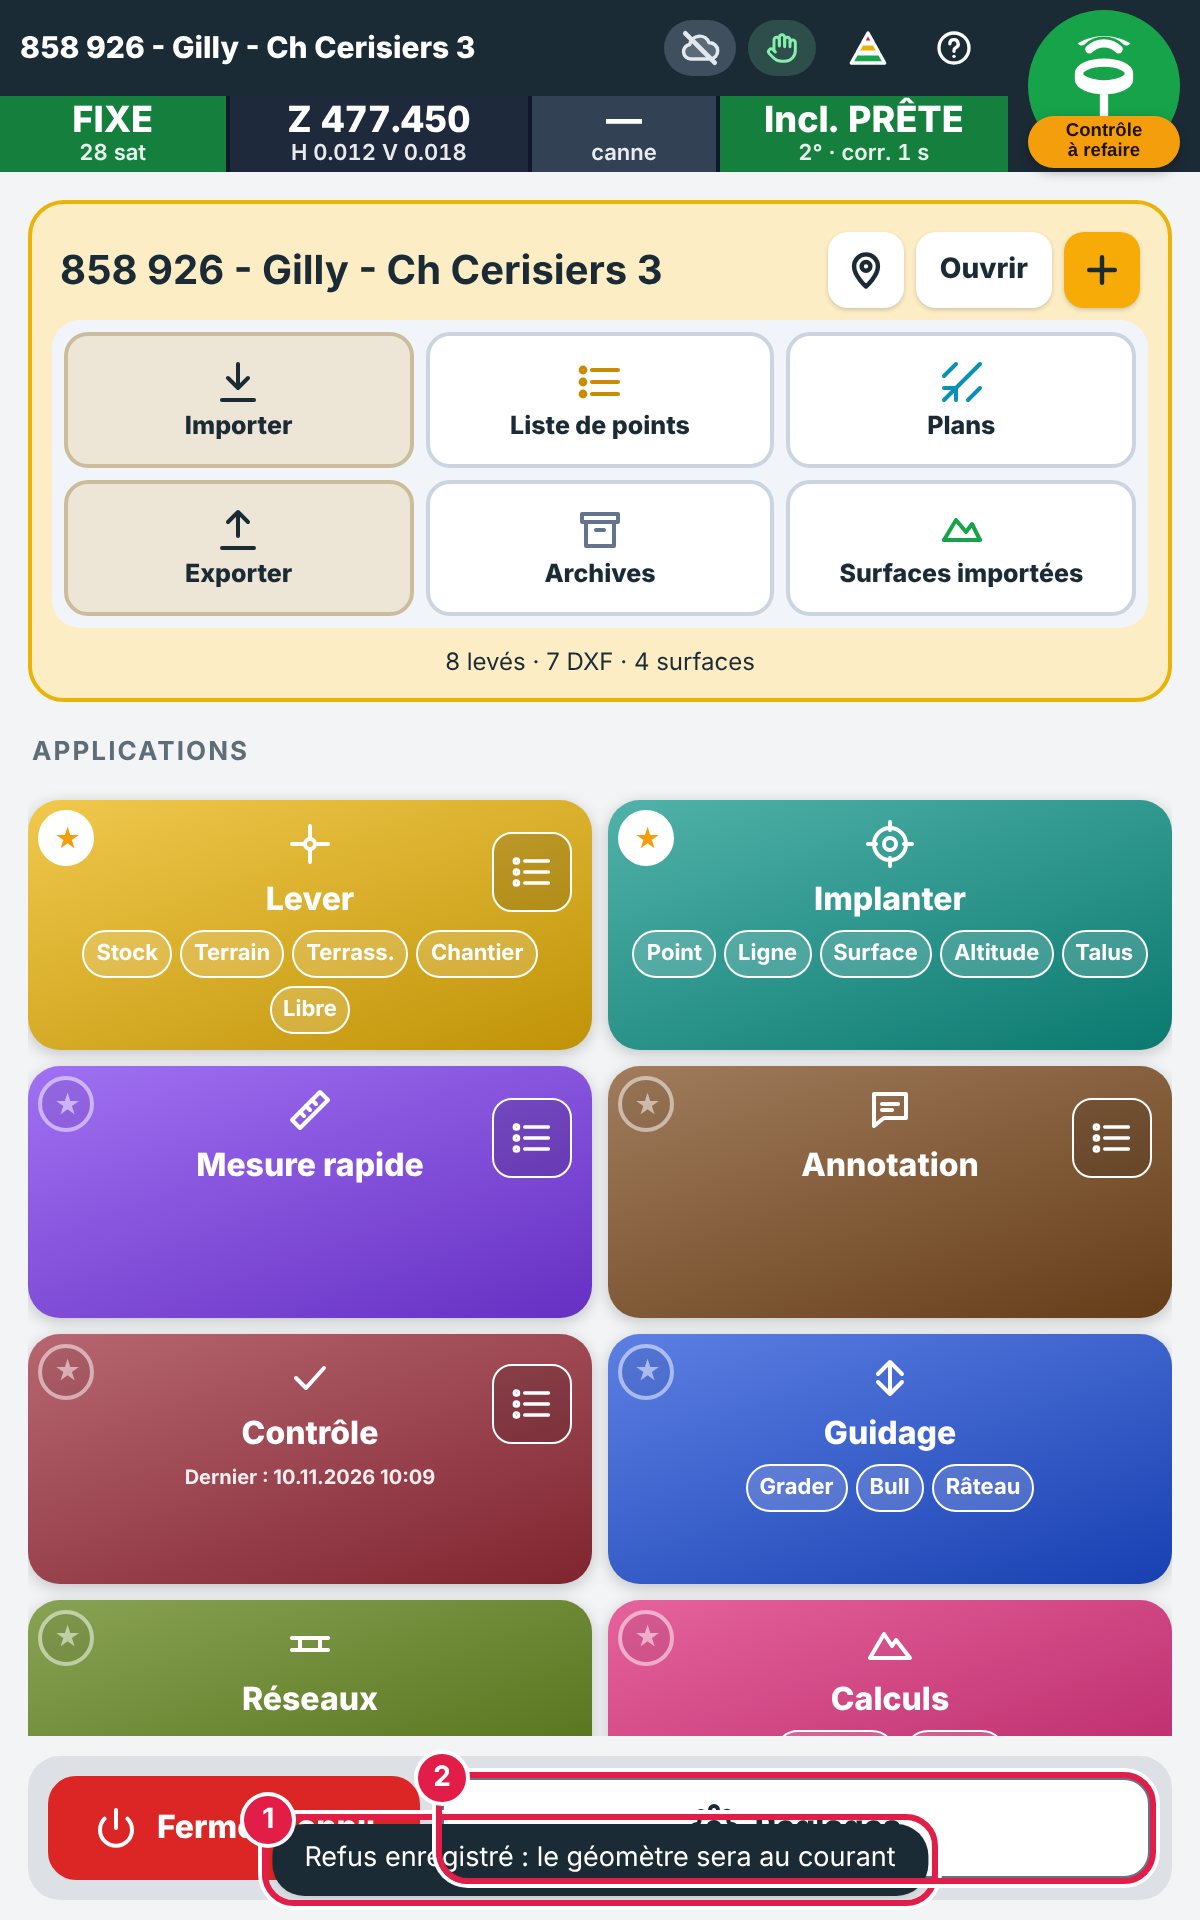 858 926 - Gilly - Ch Cerisiers 3
FIXE
28 sat
Z 477.450
H 0.012 V 0.018
—
canne
Incl. PRÊTE
2° · corr. 1 s
Contrôle
à refaire
858 926 - Gilly - Ch Cerisiers 3
Ouvrir
Importer
Liste de points
Plans
Exporter
Archives
Surfaces importées
8 levés · 7 DXF · 4 surfaces
APPLICATIONS
Lever
Stock
Terrain
Terrass.
Chantier
Libre
Implanter
Point
Ligne
Surface
Altitude
Talus
Mesure rapide
Annotation
Contrôle
Dernier : 10.11.2026 10:09
Guidage
Grader
Bull
Râteau
Réseaux
Calculs
2
1
Refus enregistré : le géomètre sera au courant